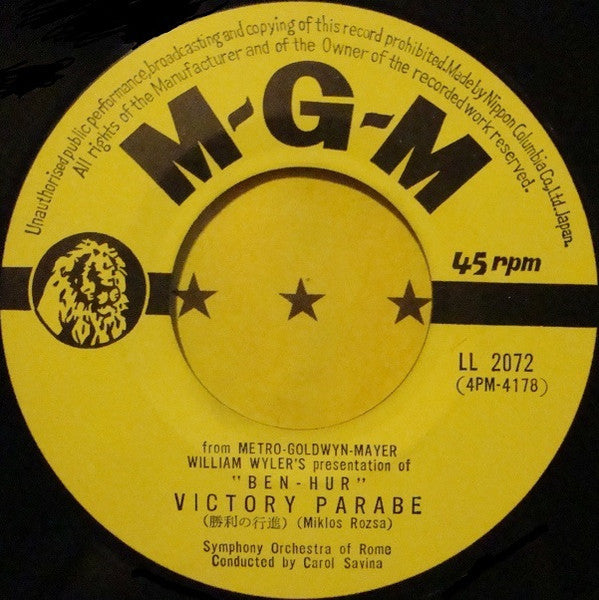 Unauthorised public performance, broadcasting and copying of this record prohibited. Made by Nippon Columbia Co., Ltd. Japan.
All rights of the Manufacturer and of the Owner of the recorded work reserved.
M-G-M
45 rpm
LL 2072
(4PM-4178)
from METRO-GOLDWYN-MAYER
WILLIAM WYLER'S presentation of
"BEN-HUR"
VICTORY PARABE
(勝利の行進) (Miklos Rozsa)
Symphony Orchestra of Rome
Conducted by Carol Savina